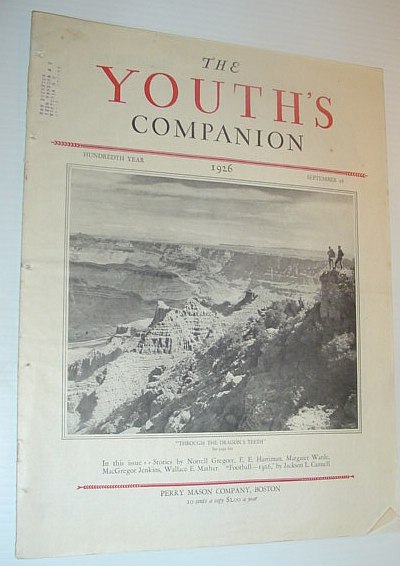 THE
YOUTH'S
COMPANION
HUNDREDTH YEAR
1926
SEPTEMBER
"THROUGH THE DRAGON'S TEETH"
See page
In this issue Stories by Norrell Gregory, E. E. Harriman, Margaret
MacGregor Jenkins, Wallace E. Mather. "Football—1926," by Jackson L. Cannell
PERRY MASON COMPANY, BOSTON
10 cents a copy $2.00 a year